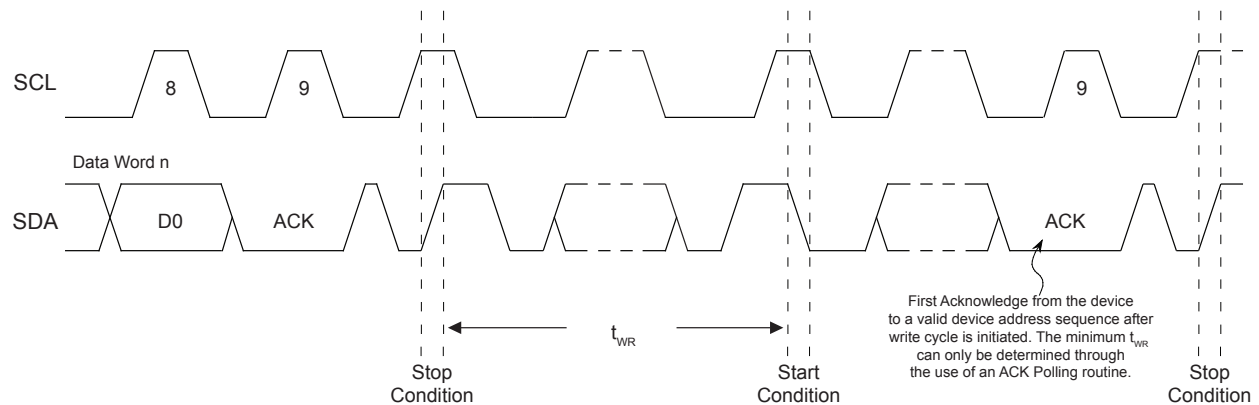 SCL
8
9
9
Data Word n
SDA
D0
ACK
ACK
First Acknowledge from the device
to a valid device address sequence after
write cycle is initiated. The minimum tWR
can only be determined through
the use of an ACK Polling routine.
tWR
Stop
Condition
Start
Condition
Stop
Condition